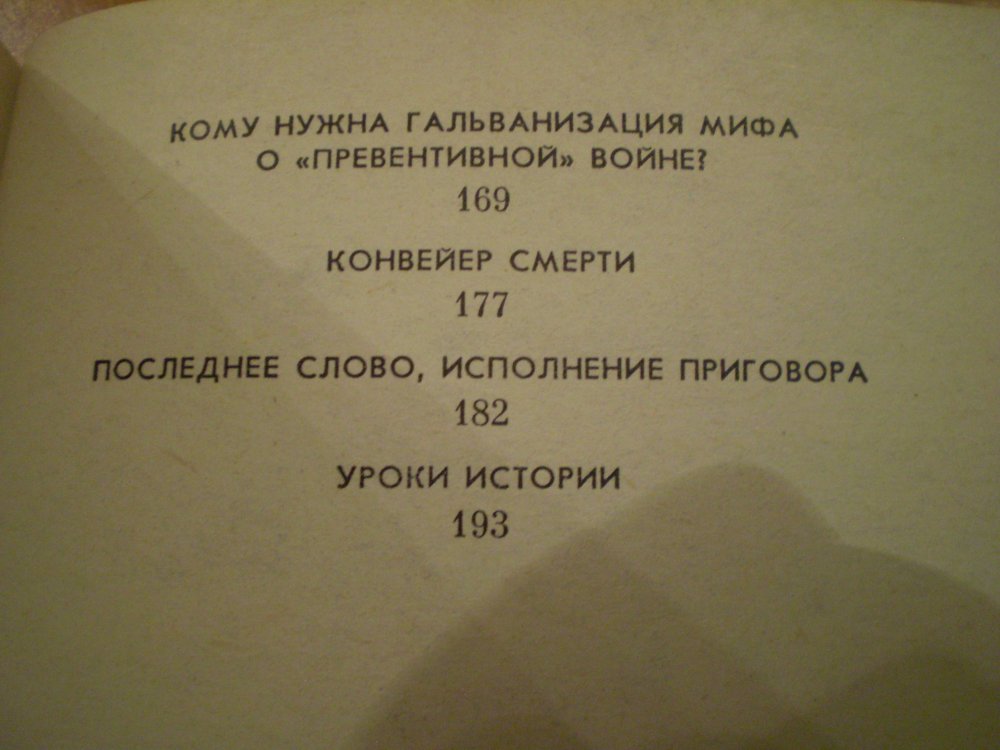 КОМУ НУЖНА ГАЛЬВАНИЗАЦИЯ МИФА
О «ПРЕВЕНТИВНОЙ» ВОЙНЕ?
169
КОНВЕЙЕР СМЕРТИ
177
ПОСЛЕДНЕЕ СЛОВО, ИСПОЛНЕНИЕ ПРИГОВОРА
182
УРОКИ ИСТОРИИ
193